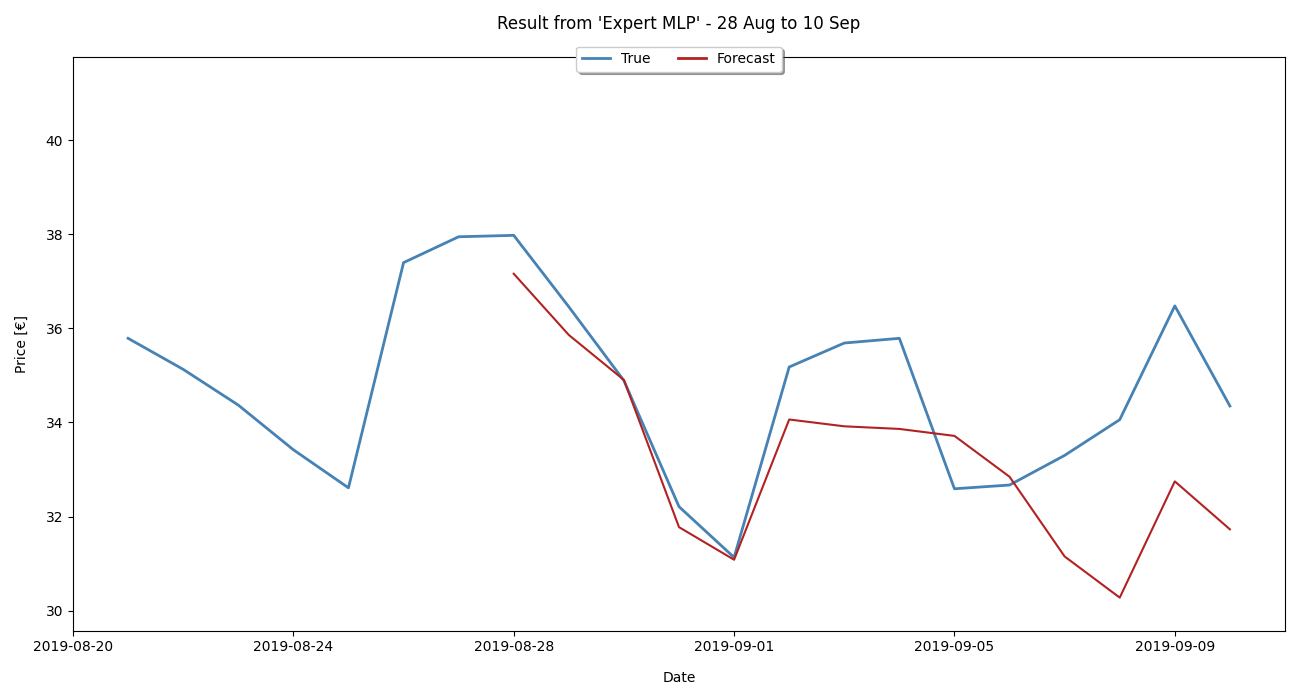 Result from 'Expert MLP' - 28 Aug to 10 Sep
True Forecast
40
38
36
34
32
30
Price [€]
2019-08-20 2019-08-24 2019-08-28 2019-09-01 2019-09-05 2019-09-09
Date